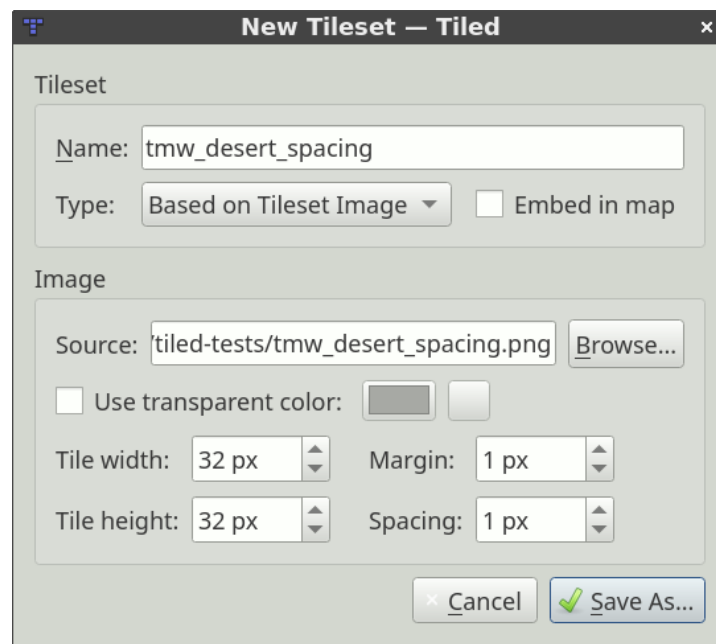 New Tileset — Tiled
Tileset
Name: tmw_desert_spacing
Type: Based on Tileset Image Embed in map
Image
Source: /tiled-tests/tmw_desert_spacing.png Browse...
Use transparent color:
Tile width: 32 px Margin: 1 px
Tile height: 32 px Spacing: 1 px
Cancel Save As...